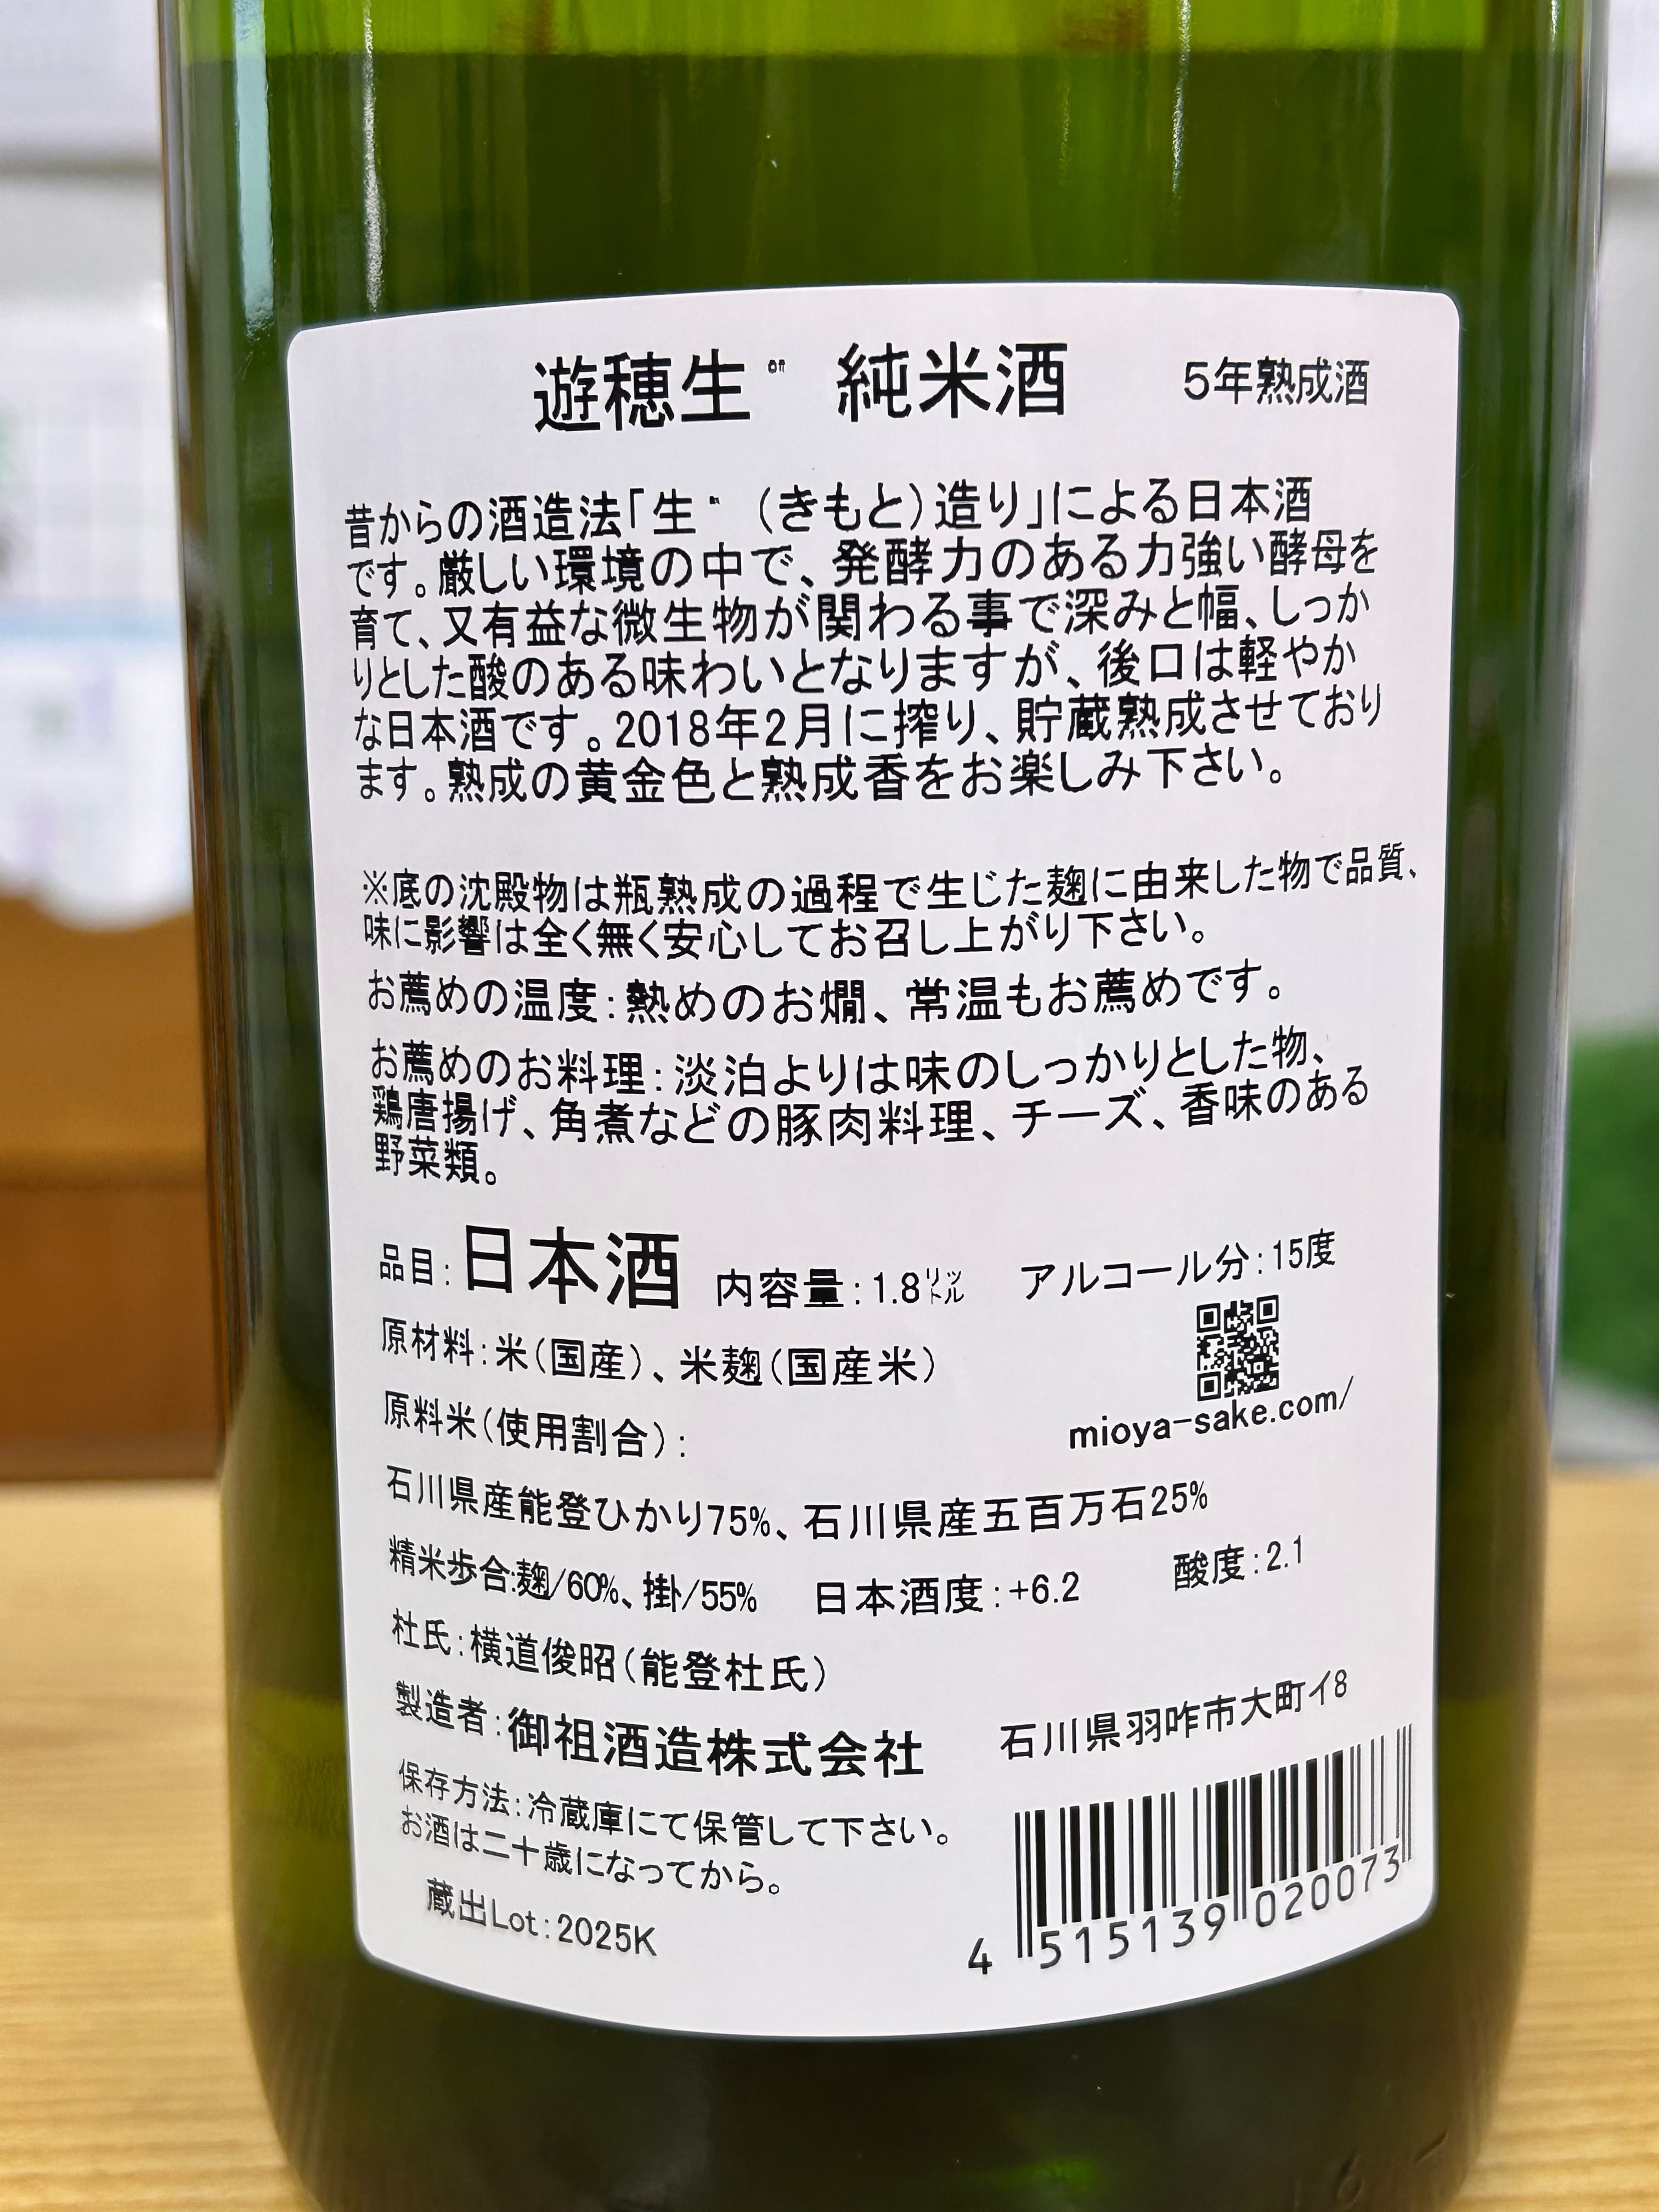 遊穂生 純米酒 5年熟成酒
昔からの酒造法「生 (きもと)造り」による日本酒
です。厳しい環境の中で、発酵力のある力強い酵母を
育て、又有益な微生物が関わる事で深みと幅、しっか
りとした酸のある味わいとなりますが、後口は軽やか
な日本酒です。2018年2月に搾り、貯蔵熟成させており
ます。熟成の黄金色と熟成香をお楽しみ下さい。
※底の沈殿物は瓶熟成の過程で生じた麹に由来した物で品質、
味に影響は全く無く安心してお召し上がり下さい。
お薦めの温度:熱めのお燗、常温もお薦めです。
お薦めのお料理:淡泊よりは味のしっかりとした物、
鶏唐揚げ、角煮などの豚肉料理、チーズ、香味のある
野菜類。
品目:日本酒 内容量:1.8㍑ アルコール分:15度
原材料:米(国産)、米麹(国産米)
原料米(使用割合):
mioya-sake.com/
石川県産能登ひかり75%、石川県産五百万石25%
精米歩合:麹/60%、掛/55% 日本酒度:+6.2 酸度:2.1
杜氏:横道俊昭(能登杜氏)
製造者:御祖酒造株式会社 石川県羽咋市大町イ8
保存方法:冷蔵庫にて保管して下さい。
お酒は二十歳になってから。
蔵出Lot:2025K
4 515139 020073